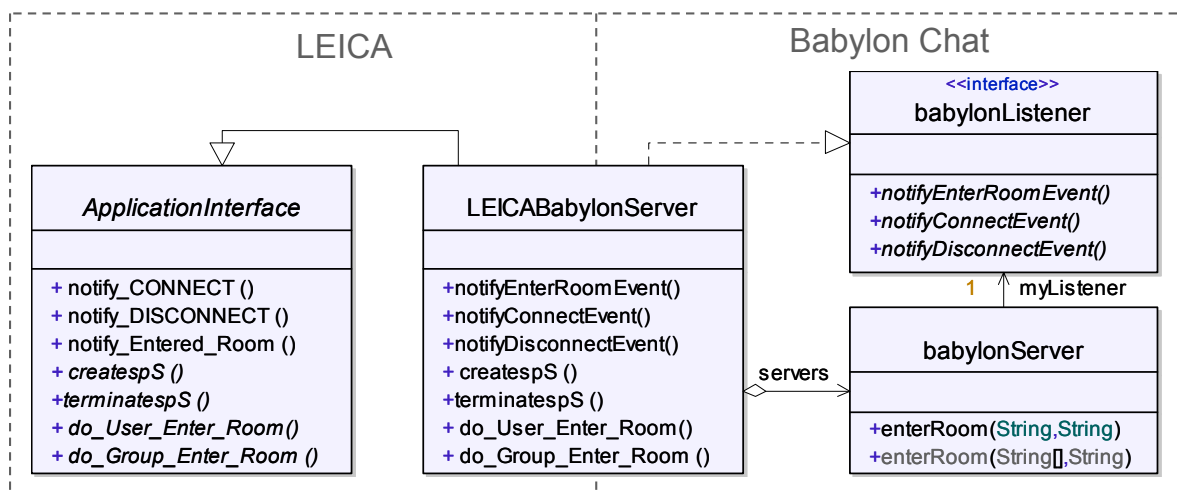 LEICA
Babylon Chat
ApplicationInterface
+ notify_CONNECT ()
+ notify_DISCONNECT ()
+ notify_Entered_Room ()
+ createspS ()
+terminatespS ()
+ do_User_Enter_Room()
+ do_Group_Enter_Room ()
LEICABabylonServer
+notifyEnterRoomEvent()
+notifyConnectEvent()
+notifyDisconnectEvent()
+ createspS ()
+terminatespS ()
+ do_User_Enter_Room()
+ do_Group_Enter_Room ()
<<interface>>
babylonListener
+notifyEnterRoomEvent()
+notifyConnectEvent()
+notifyDisconnectEvent()
1 myListener
servers
babylonServer
+enterRoom(String,String)
+enterRoom(String[],String)